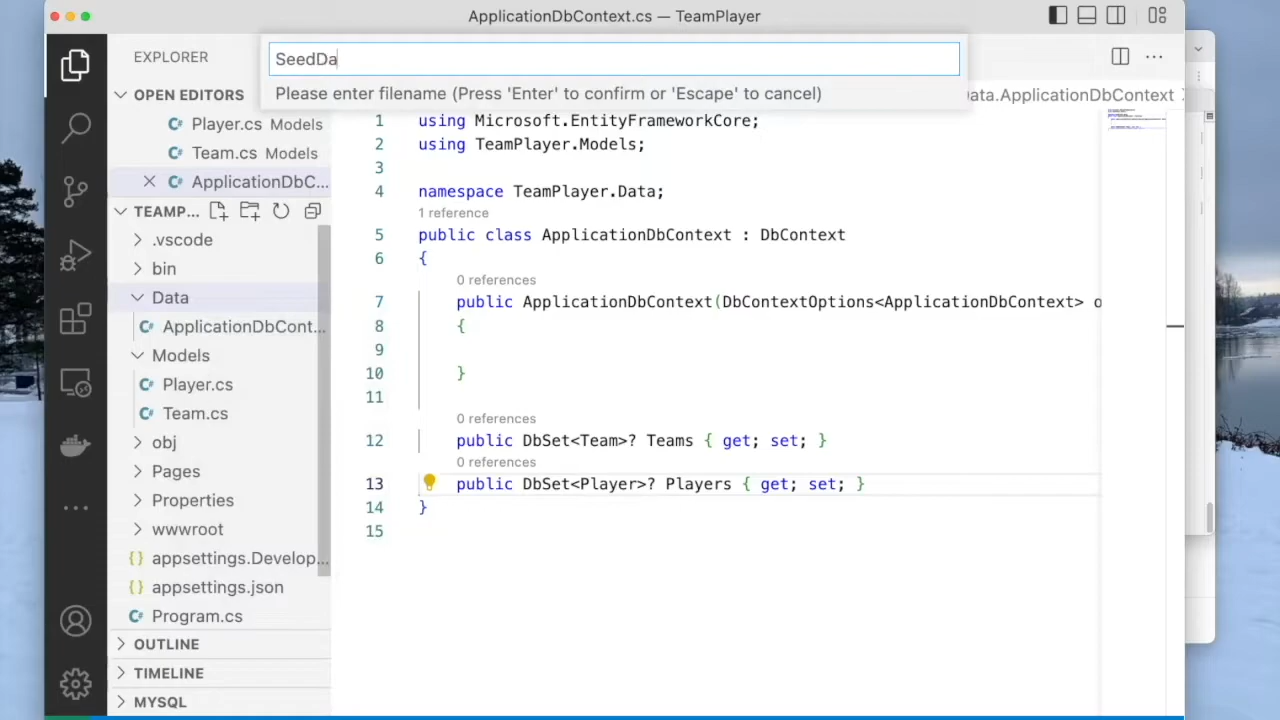 ApplicationDbContext.cs — TeamPlayer
EXPLORER
SeedDa
Please enter filename (Press 'Enter' to confirm or 'Escape' to cancel)
OPEN EDITORS
Player.cs Models
Team.cs Models
ApplicationDbC...
TEAMP...
.vscode
bin
Data
ApplicationDbCont...
Models
Player.cs
Team.cs
obj
Pages
Properties
wwwroot
appsettings.Develop...
appsettings.json
Program.cs
OUTLINE
TIMELINE
MYSQL
ata.ApplicationDbContext
1 using Microsoft.EntityFrameworkCore;
2 using TeamPlayer.Models;
3
4 namespace TeamPlayer.Data;
1 reference
5 public class ApplicationDbContext : DbContext
6 {
0 references
7 public ApplicationDbContext(DbContextOptions<ApplicationDbContext> o
8 {
9
10 }
11
0 references
12 public DbSet<Team>? Teams { get; set; }
0 references
13 public DbSet<Player>? Players { get; set; }
14 }
15